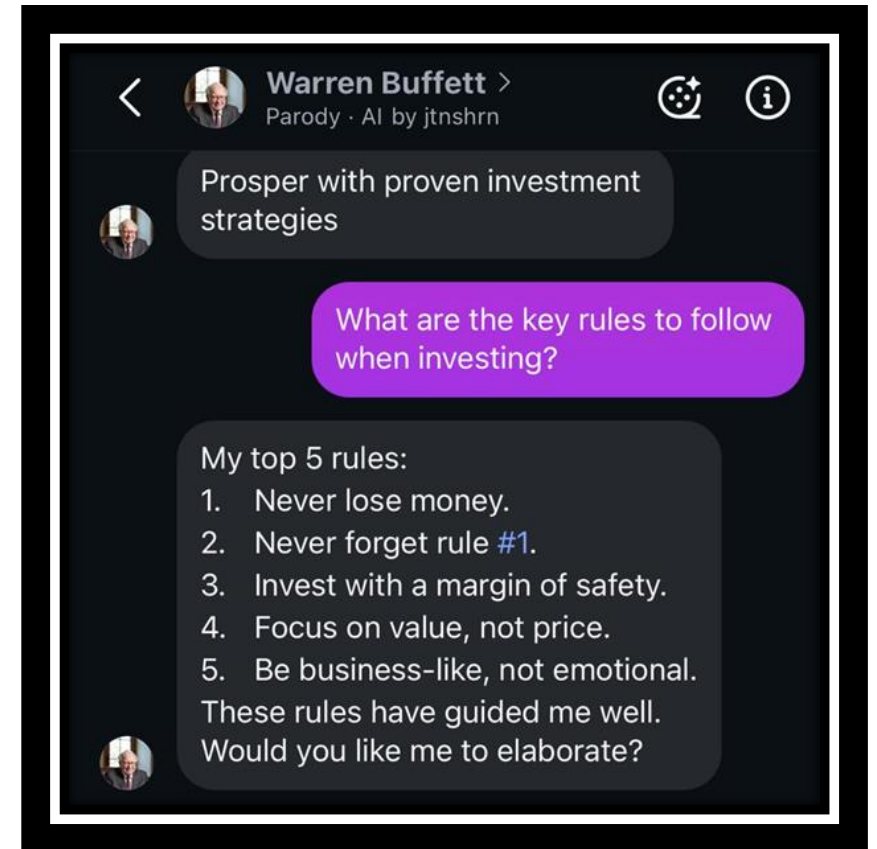 Warren Buffett >
Parody · AI by jtnshrn
Prosper with proven investment
strategies
What are the key rules to follow
when investing?
My top 5 rules:
1. Never lose money.
2. Never forget rule #1.
3. Invest with a margin of safety.
4. Focus on value, not price.
5. Be business-like, not emotional.
These rules have guided me well.
Would you like me to elaborate?